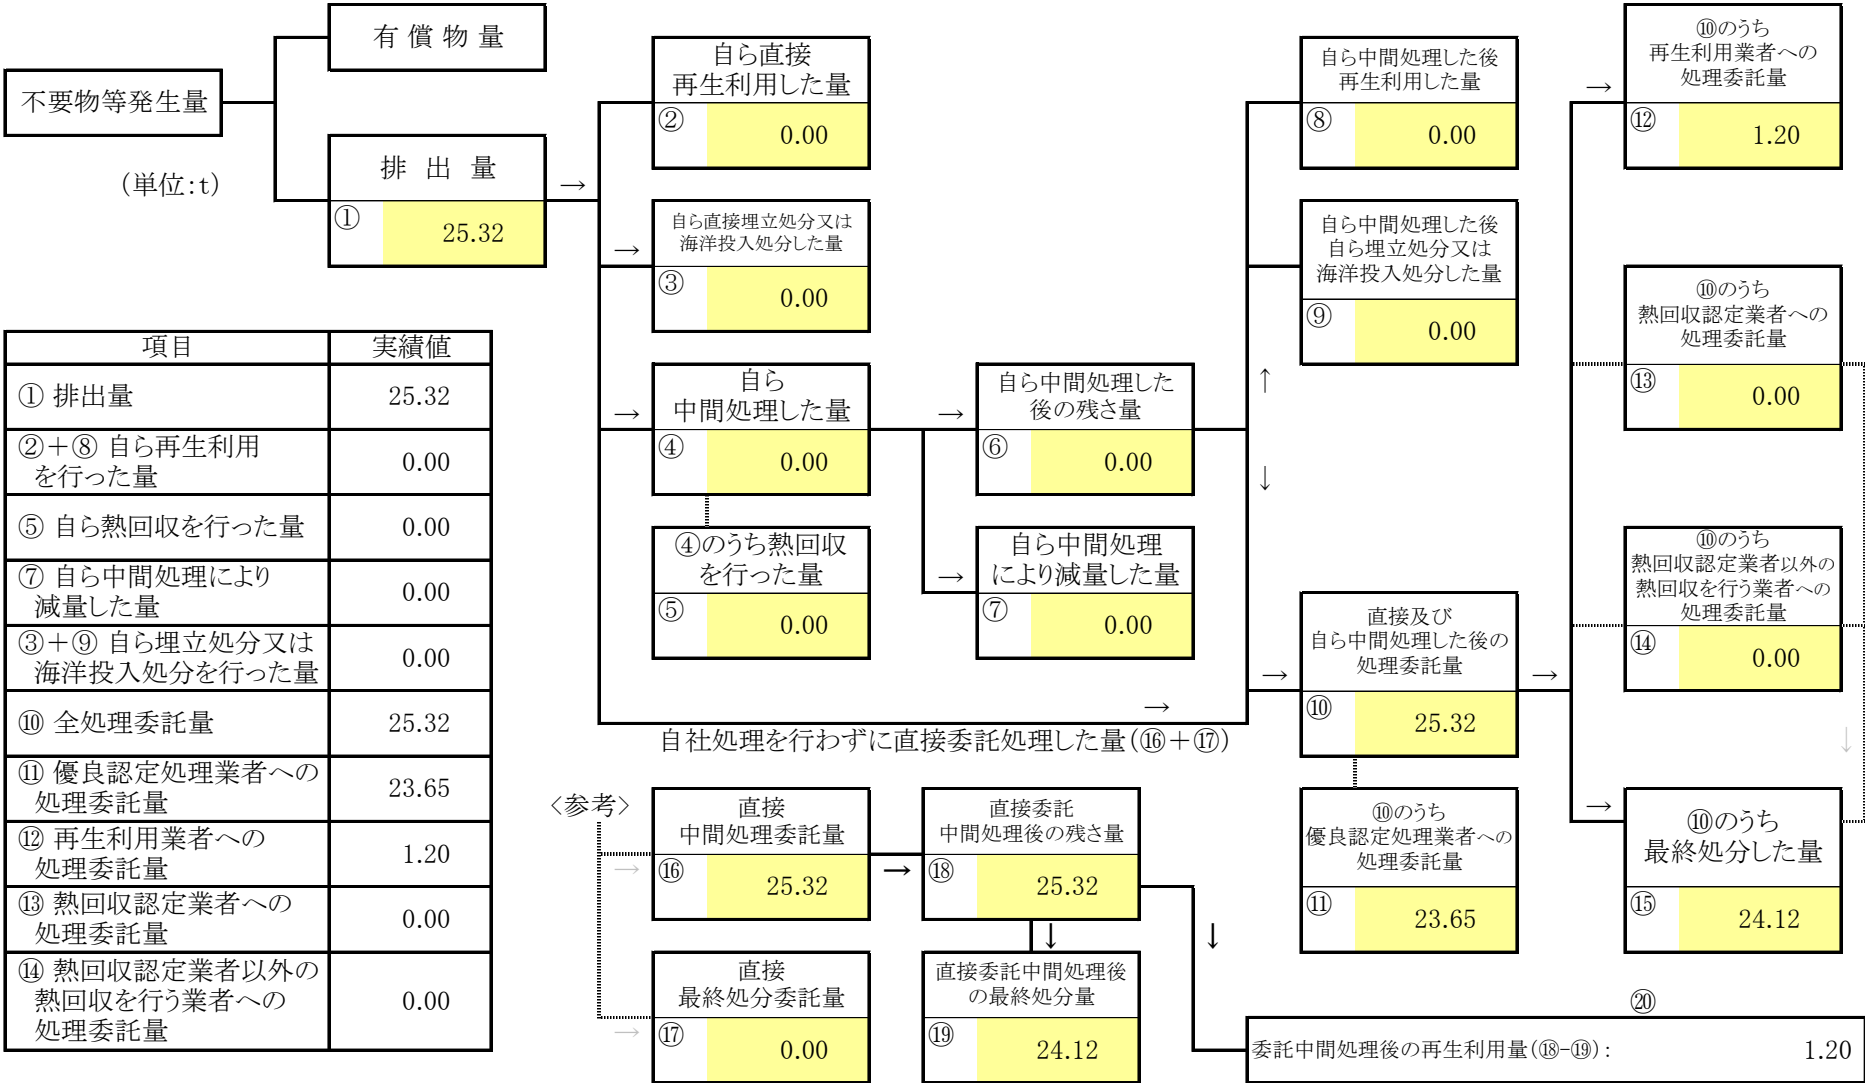 有 償 物 量
不要物等発生量
排 出 量
①
25.32
(単位:t)
→
自ら直接
再生利用した量
②
0.00
→
自ら直接埋立処分又は
海洋投入処分した量
③
0.00
→
自ら
中間処理した量
④
0.00
④のうち熱回収
を行った量
⑤
0.00
→
自ら中間処理した
後の残さ量
⑥
0.00
→
自ら中間処理
により減量した量
⑦
0.00
↑
↓
自ら中間処理した後
再生利用した量
⑧
0.00
自ら中間処理した後
自ら埋立処分又は
海洋投入処分した量
⑨
0.00
→
直接及び
自ら中間処理した後の
処理委託量
⑩
25.32
→
自社処理を行わずに直接委託処理した量(⑯+⑰)
⑩のうち
優良認定処理業者への
処理委託量
⑪
23.65
→
→
⑩のうち
再生利用業者への
処理委託量
⑫
1.20
⑩のうち
熱回収認定業者への
処理委託量
⑬
0.00
⑩のうち
熱回収認定業者以外の
熱回収を行う業者への
処理委託量
⑭
0.00
↓
→
⑩のうち
最終処分した量
⑮
24.12
項目 実績値
① 排出量 25.32
②+⑧ 自ら再生利用
を行った量 0.00
⑤ 自ら熱回収を行った量 0.00
⑦ 自ら中間処理により
減量した量 0.00
③+⑨ 自ら埋立処分又は
海洋投入処分を行った量 0.00
⑩ 全処理委託量 25.32
⑪ 優良認定処理業者への
処理委託量 23.65
⑫ 再生利用業者への
処理委託量 1.20
⑬ 熱回収認定業者への
処理委託量 0.00
⑭ 熱回収認定業者以外の
熱回収を行う業者への
処理委託量 0.00
<参考>
→
直接
中間処理委託量
⑯
25.32
→
直接委託
中間処理後の残さ量
⑱
25.32
↓
↓
→
直接
最終処分委託量
⑰
0.00
直接委託中間処理後
の最終処分量
⑲
24.12
⑳
委託中間処理後の再生利用量(⑱-⑲): 1.20